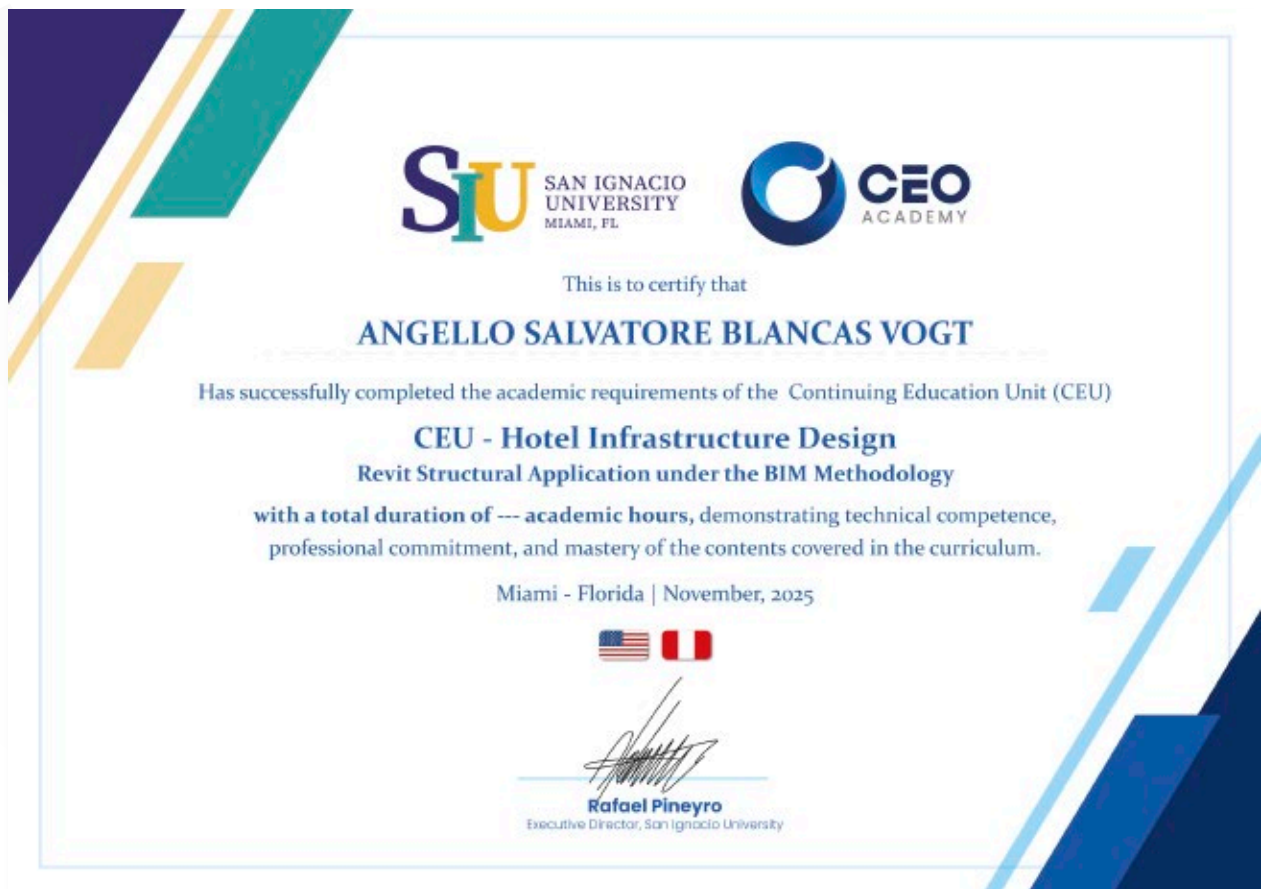 SIU SAN IGNACIO
UNIVERSITY
MIAMI, FL
CEO
ACADEMY
This is to certify that
ANGELLO SALVATORE BLANCAS VOGT
Has successfully completed the academic requirements of the Continuing Education Unit (CEU)
CEU - Hotel Infrastructure Design
Revit Structural Application under the BIM Methodology
with a total duration of --- academic hours, demonstrating technical competence,
professional commitment, and mastery of the contents covered in the curriculum.
Miami - Florida | November, 2025
Rafael Pineyro
Executive Director, San Ignacio University